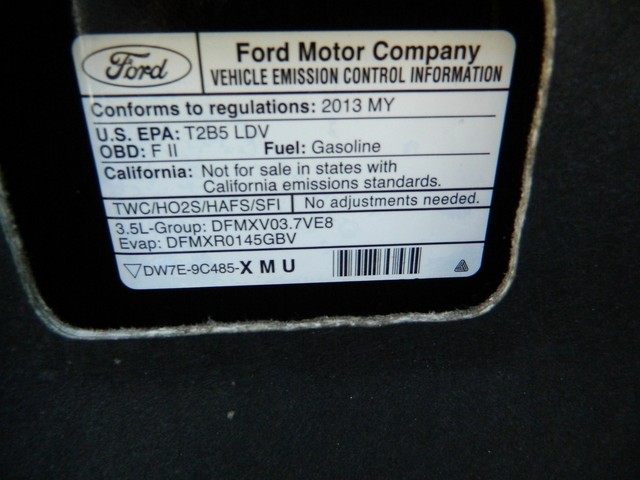 Ford
Ford Motor Company
VEHICLE EMISSION CONTROL INFORMATION
Conforms to regulations: 2013 MY
U.S. EPA: T2B5 LDV
OBD: F II Fuel: Gasoline
California: Not for sale in states with
California emissions standards.
TWC/HO2S/HAFS/SFI No adjustments needed.
3.5L-Group: DFMXV03.7VE8
Evap: DFMXR0145GBV
DW7E-9C485-X M U